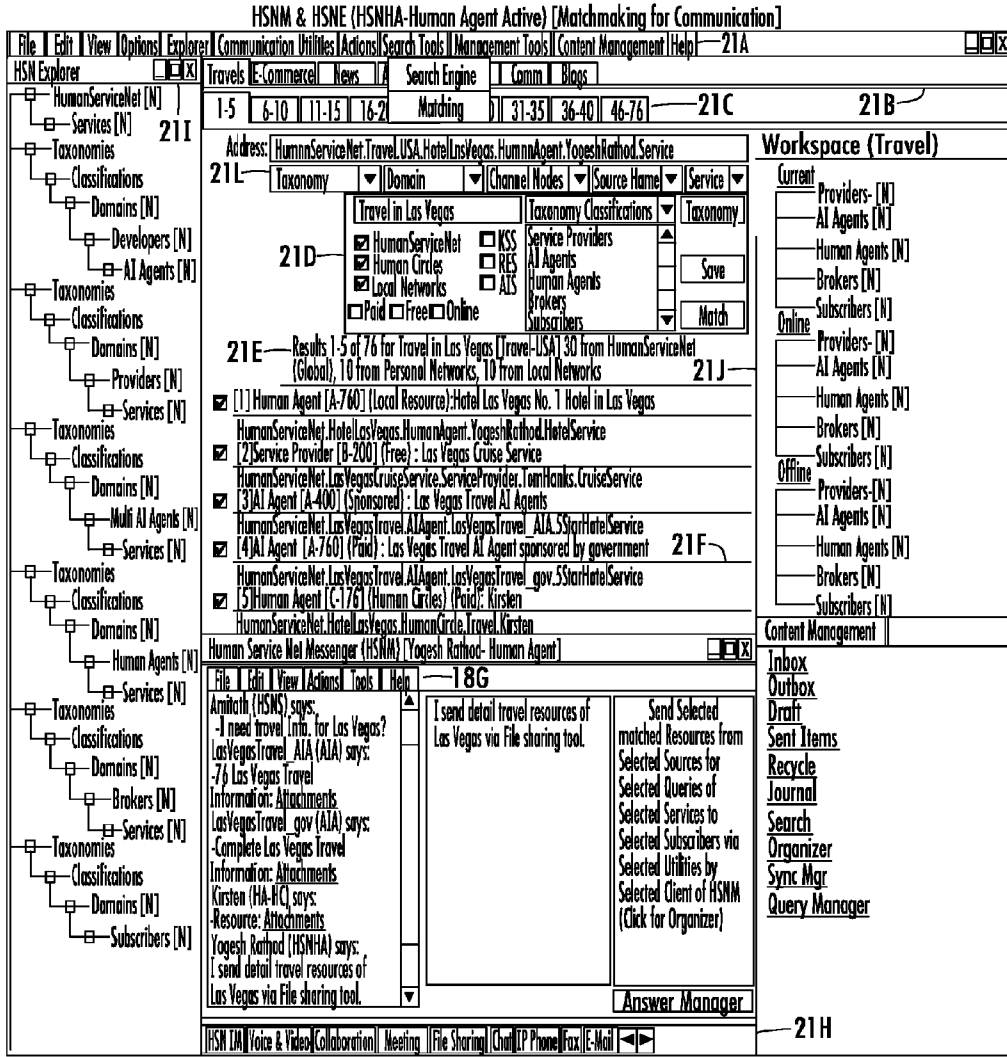 HSNM & HSNE (HSNHA-Human Agent Active) [Matchmaking for Communication]
File Edit View Options Explorer Communication Utilities Actions Search Tools Management Tools Content Management Help 21A
HSN Explorer
HumanServiceNet [N]
Services [N] 21I
Taxonomies
Classifications
Domains [N]
Developers [N]
AI Agents [N]
Taxonomies
Classifications
Domains [N]
Providers [N]
Services [N]
Taxonomies
Classifications
Domains [N]
Multi AI Agents [N]
Services [N]
Taxonomies
Classifications
Domains [N]
Human Agents [N]
Services [N]
Taxonomies
Classifications
Domains [N]
Brokers [N]
Services [N]
Taxonomies
Classifications
Domains [N]
Subscribers [N]
Travels E-Commerce News A Search Engine Comm Blogs 21B
Matching
1-5 6-10 11-15 16-2 0 31-35 36-40 46-76 21C
Address: HumnnServiceNet.Travel.USA.HotelLnsVegas.HumnnAgent.YogeshRathod.Service
21L Taxonomy Domain Channel Nodes Source Hame Service
Travel in Las Vegas Taxonomy Classifications Taxonomy
21D
HumanServiceNet KSS
Human Circles RES
Local Networks AIS
Paid Free Online
Service Providers
AI Agents
Human Agents
Brokers
Subscribers
Save
Match
21E Results 1-5 of 76 for Travel in Las Vegas [Travel-USA] 30 from HumanServiceNet
(Global), 10 from Personal Networks, 10 from Local Networks 21J
[1] Human Agent [A-760] (Local Resource):Hotel Las Vegas No. 1 Hotel in Las Vegas
HumanServiceNet.HotelLasVegas.HumanAgent.YogeshRathod.HotelService
[2]Service Provider [B-200] (Free) : Las Vegas Cruise Service
HumanServiceNet.LasVegasCruiseService.ServiceProvider.TomHanks.CruiseService
[3]AI Agent [A-400] (Sponsored) : Las Vegas Travel AI Agents
HumanServiceNet.LasVegasTravel.AIAgent.LasVegasTravel_AIA.5StarHotelService
[4]AI Agent [A-760] (Paid) : Las Vegas Travel AI Agent sponsored by government 21F
HumanServiceNet.LasVegasTravel.AIAgent.LasVegasTravel_gov.5StarHotelService
[5]Human Agent [C-176] (Human Circles) (Paid): Kirsten
HumanServiceNet.HotelLasVegas.HumanCircle.Travel.Kirsten
Human Service Net Messenger (HSNM) [Yogesh Rathod- Human Agent]
File Edit View Actions Tools Help 18G
Amitath (HSNS) says:
-I need travel Info. for Las Vegas?
LasVegasTravel_AIA (AIA) says:
-76 Las Vegas Travel
Information: Attachments
LasVegasTravel_gov (AIA) says:
-Complete Las Vegas Travel
Information: Attachments
Kirsten (HA-HC) says:
-Resource: Attachments
Yogesh Rathod (HSNHA) says:
I send detail travel resources of
Las Vegas via File sharing tool.
I send detail travel resources of
Las Vegas via File sharing tool.
Send Selected
matched Resources from
Selected Sources for
Selected Queries of
Selected Services to
Selected Subscribers via
Selected Utilities by
Selected Client of HSNM
(Click for Organizer)
Answer Manager
HSN IM Voice & Video Collaboration Meeting File Sharing Chat IP Phone Fax E-Mail
Workspace (Travel)
Current
Providers- [N]
AI Agents [N]
Human Agents [N]
Brokers [N]
Subscribers [N]
Online
Providers- [N]
AI Agents [N]
Human Agents [N]
Brokers [N]
Subscribers [N]
Offline
Providers-[N]
AI Agents [N]
Human Agents [N]
Brokers [N]
Subscribers [N]
Content Management
Inbox
Outbox
Draft
Sent Items
Recycle
Journal
Search
Organizer
Sync Mgr
Query Manager
21H